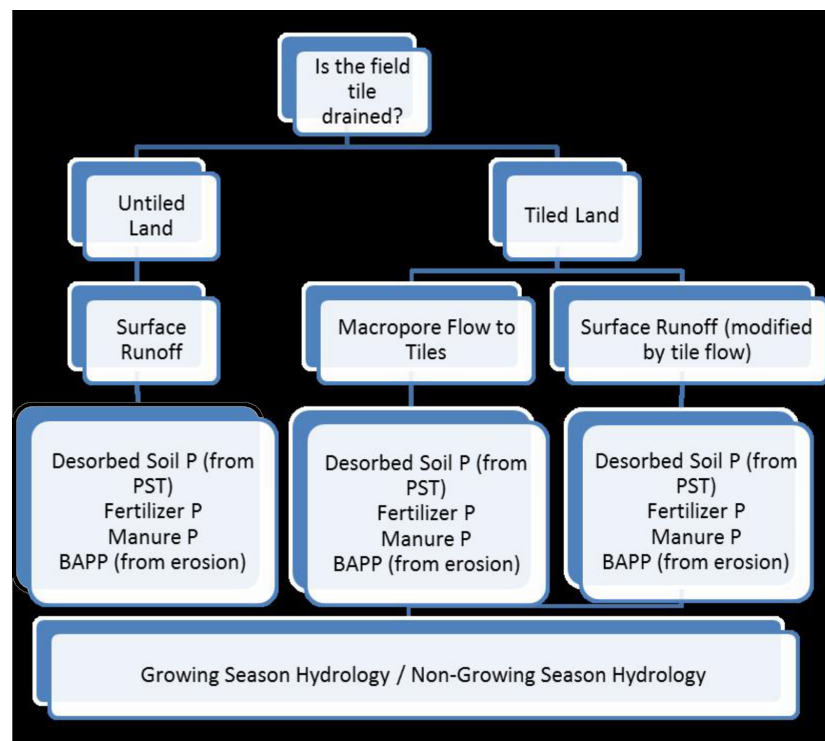 Is the field
tile
drained?
Untiled
Land
Tiled Land
Surface
Runoff
Macropore Flow to
Tiles
Surface Runoff (modified
by tile flow)
Desorbed Soil P (from
PST)
Fertilizer P
Manure P
BAPP (from erosion)
Desorbed Soil P (from
PST)
Fertilizer P
Manure P
BAPP (from erosion)
Desorbed Soil P (from
PST)
Fertilizer P
Manure P
BAPP (from erosion)
Growing Season Hydrology / Non-Growing Season Hydrology